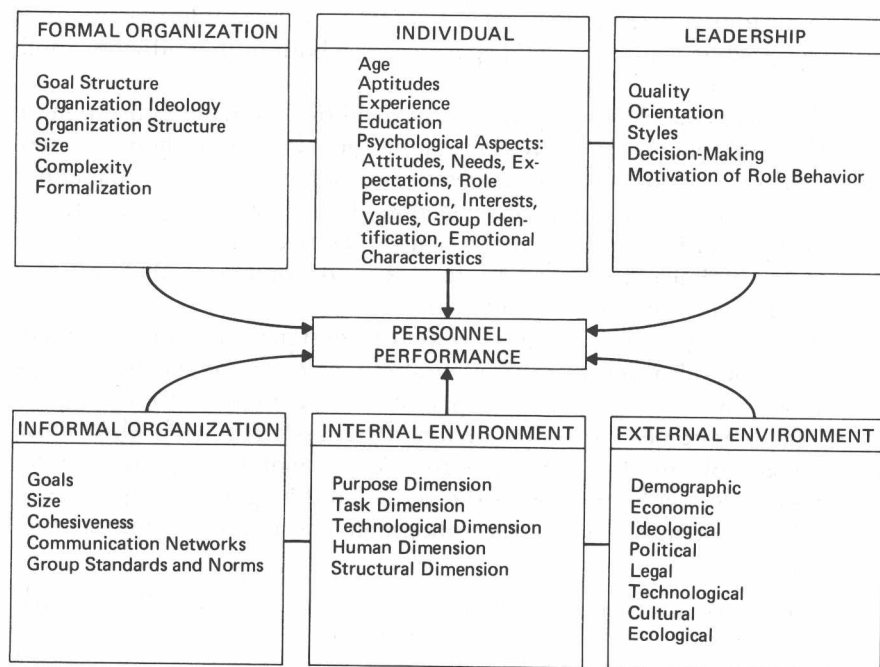 FORMAL ORGANIZATION
Goal Structure
Organization Ideology
Organization Structure
Size
Complexity
Formalization
INDIVIDUAL
Age
Aptitudes
Experience
Education
Psychological Aspects:
Attitudes, Needs, Ex-
pectations, Role
Perception, Interests,
Values, Group Iden-
tification, Emotional
Characteristics
LEADERSHIP
Quality
Orientation
Styles
Decision-Making
Motivation of Role Behavior
PERSONNEL
PERFORMANCE
INFORMAL ORGANIZATION
Goals
Size
Cohesiveness
Communication Networks
Group Standards and Norms
INTERNAL ENVIRONMENT
Purpose Dimension
Task Dimension
Technological Dimension
Human Dimension
Structural Dimension
EXTERNAL ENVIRONMENT
Demographic
Economic
Ideological
Political
Legal
Technological
Cultural
Ecological